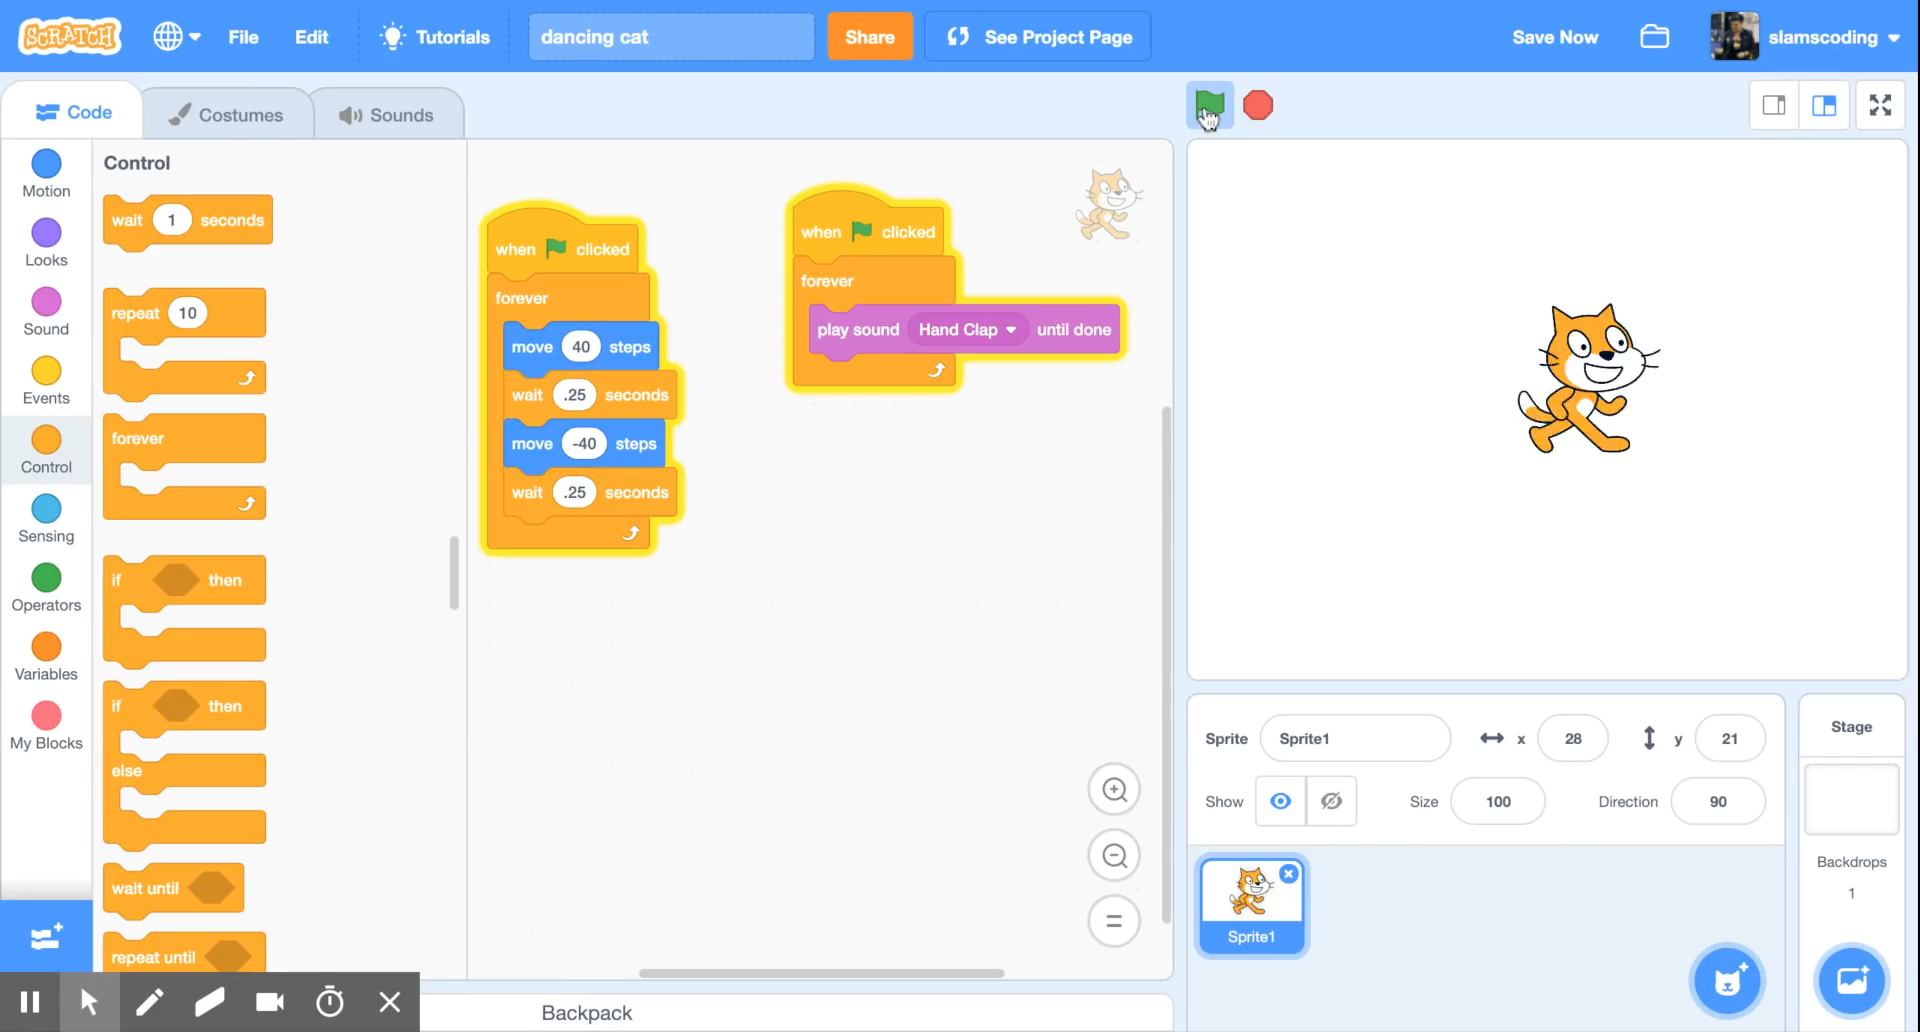 SCRATCH
File
Edit
Tutorials
dancing cat
Share
See Project Page
Save Now
slamscoding
Code
Costumes
Sounds
Motion
Looks
Sound
Events
Control
Sensing
Operators
Variables
My Blocks
Control
wait 1 seconds
repeat 10
forever
if then
if then
else
wait until
repeat until
when clicked
forever
move 40 steps
wait .25 seconds
move -40 steps
wait .25 seconds
when clicked
forever
play sound Hand Clap until done
Sprite Sprite1 x 28 y 21
Show Size 100 Direction 90
Sprite1
Stage
Backdrops
1
Backpack